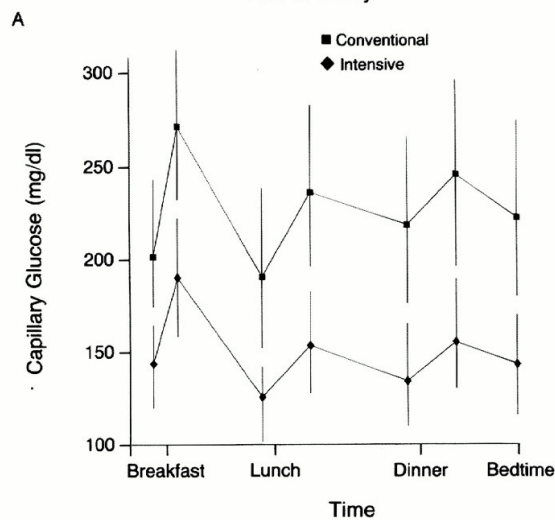 A
■ Conventional
◆ Intensive
300
250
200
150
100
Capillary Glucose (mg/dl)
Breakfast
Lunch
Dinner
Bedtime
Time